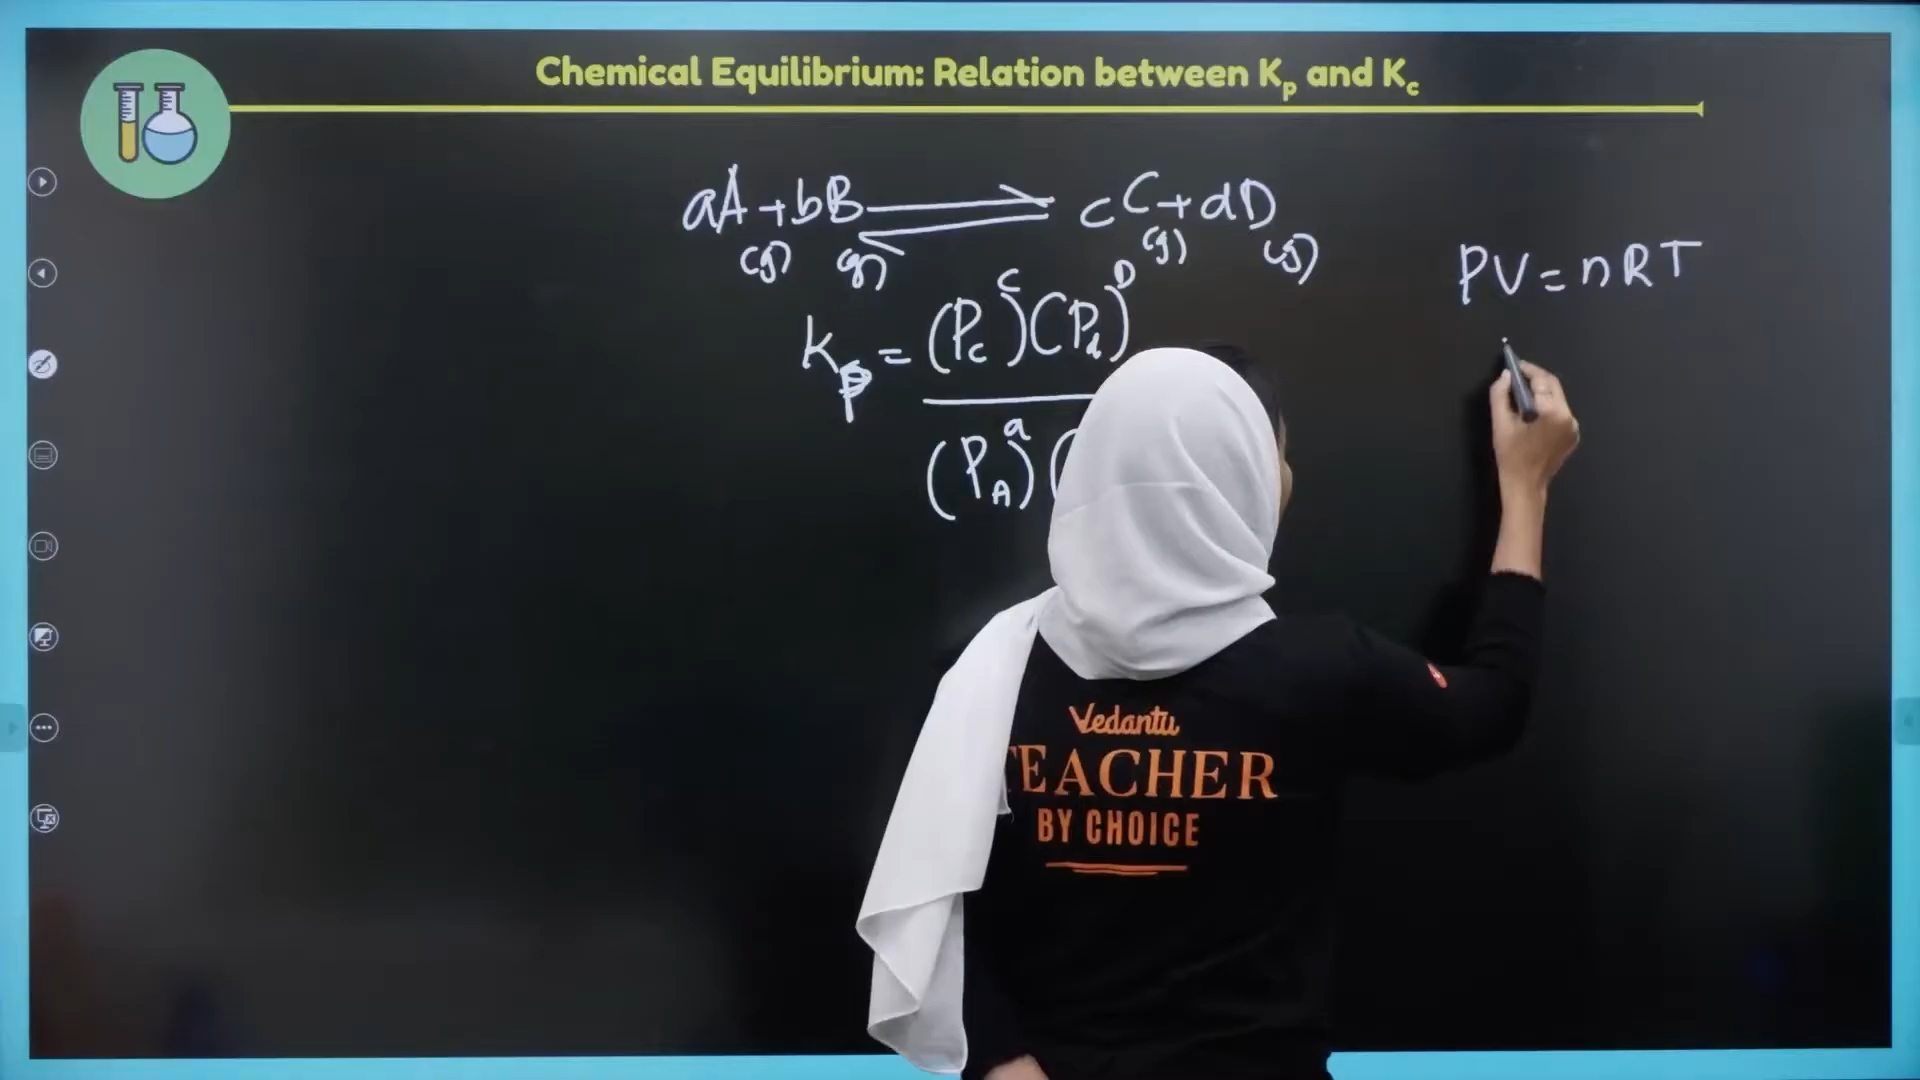 Chemical Equilibrium: Relation between Kp and Kc
aA + bB ⇌ cC + dD
(g) (g) (g) (g)
PV = nRT
Kp = (Pc)^C (Pd)^D
(PA)^a (
Vedantu
TEACHER
BY CHOICE